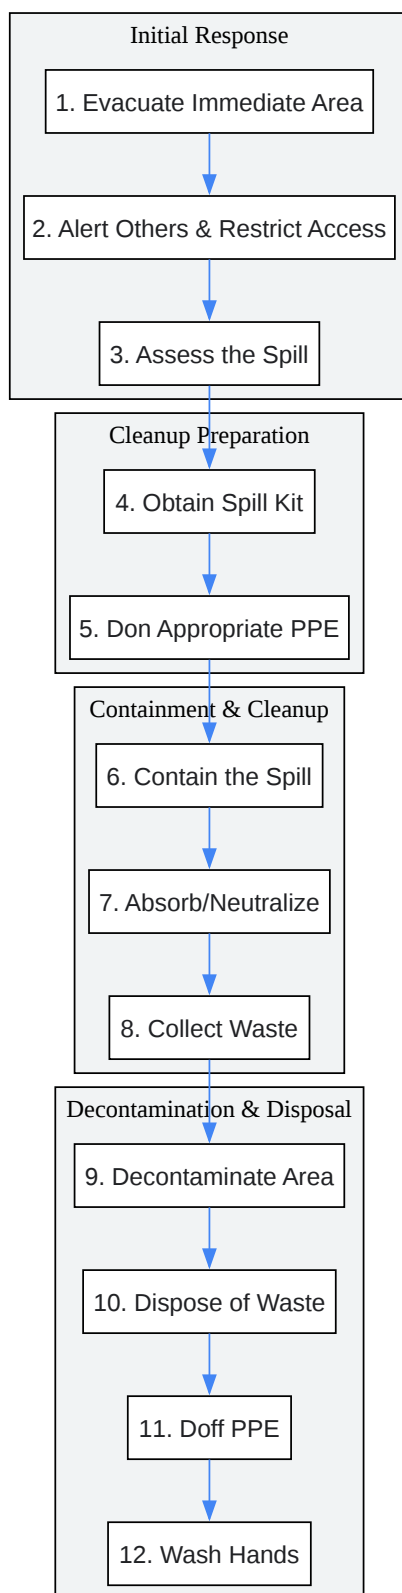 Initial Response
1. Evacuate Immediate Area
2. Alert Others & Restrict Access
3. Assess the Spill
Cleanup Preparation
4. Obtain Spill Kit
5. Don Appropriate PPE
Containment & Cleanup
6. Contain the Spill
7. Absorb/Neutralize
8. Collect Waste
Decontamination & Disposal
9. Decontaminate Area
10. Dispose of Waste
11. Doff PPE
12. Wash Hands